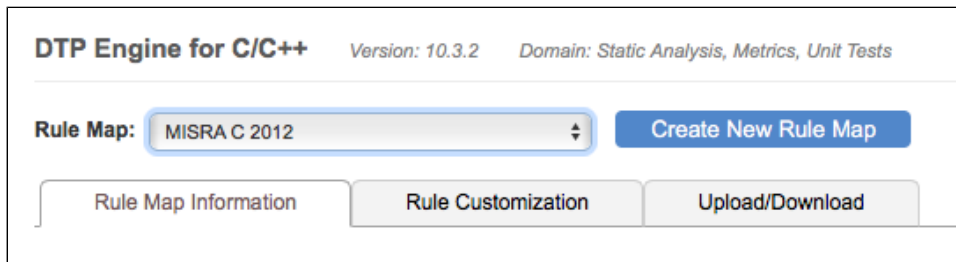 DTP Engine for C/C++ Version: 10.3.2 Domain: Static Analysis, Metrics, Unit Tests
Rule Map: MISRA C 2012 Create New Rule Map
Rule Map Information Rule Customization Upload/Download